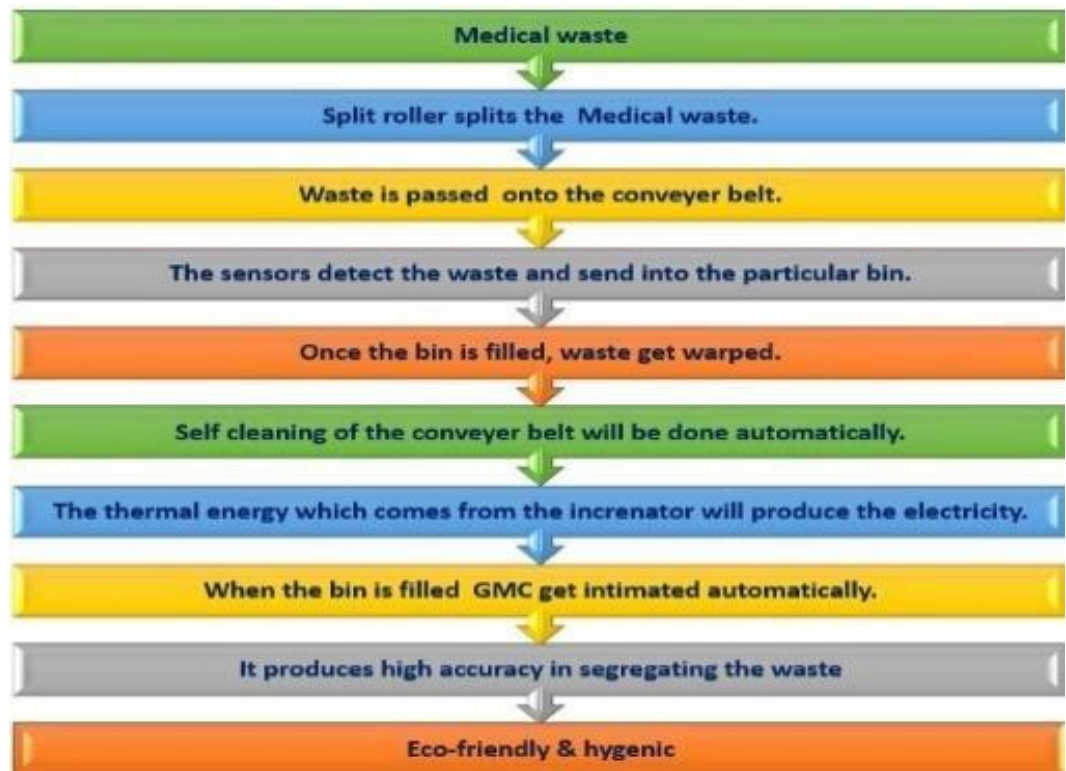 Medical waste
Split roller splits the Medical waste.
Waste is passed onto the conveyer belt.
The sensors detect the waste and send into the particular bin.
Once the bin is filled, waste get warped.
Self cleaning of the conveyer belt will be done automatically.
The thermal energy which comes from the increnator will produce the electricity.
When the bin is filled GMC get intimated automatically.
It produces high accuracy in segregating the waste
Eco-friendly & hygenic